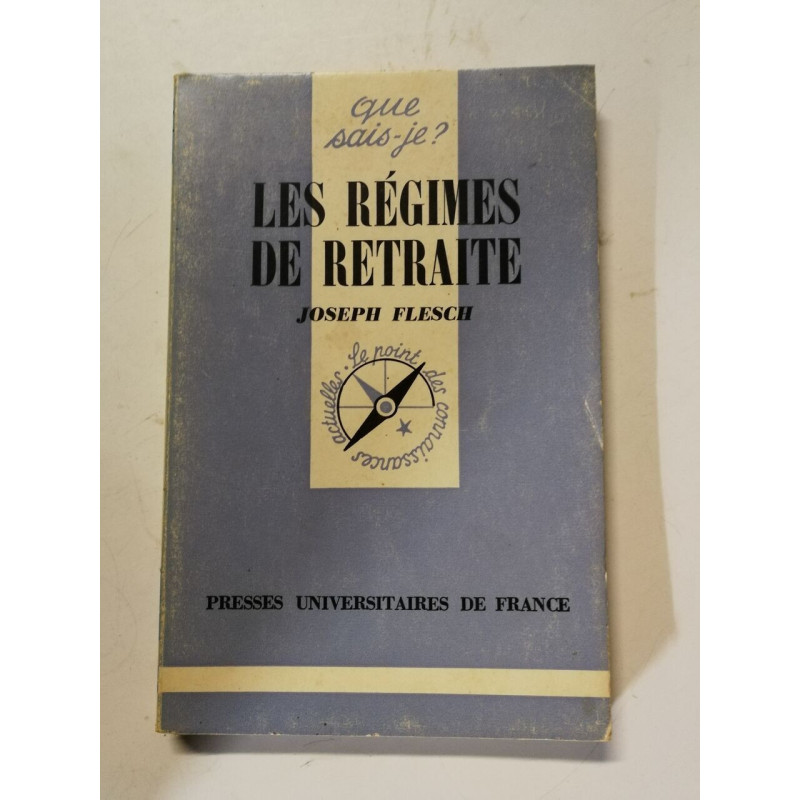 que
sais-je?
LES RÉGIMES
DE RETRAITE
JOSEPH FLESCH
Le point des connaissances actuelles.
PRESSES UNIVERSITAIRES DE FRANCE